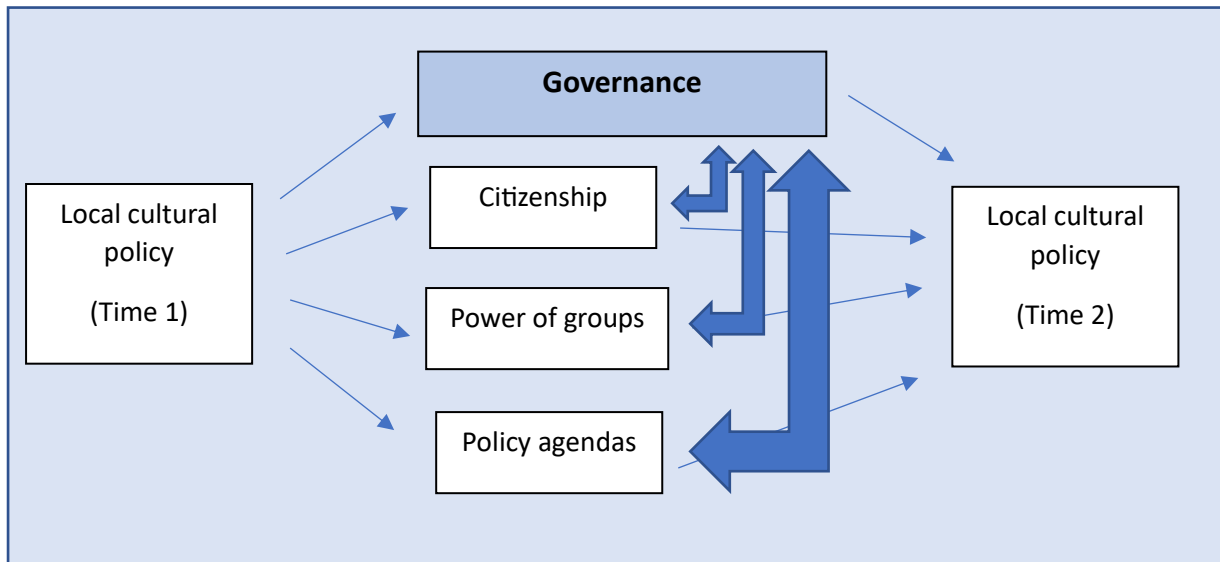 Governance
Local cultural
policy
(Time 1)
Citizenship
Power of groups
Policy agendas
Local cultural
policy
(Time 2)